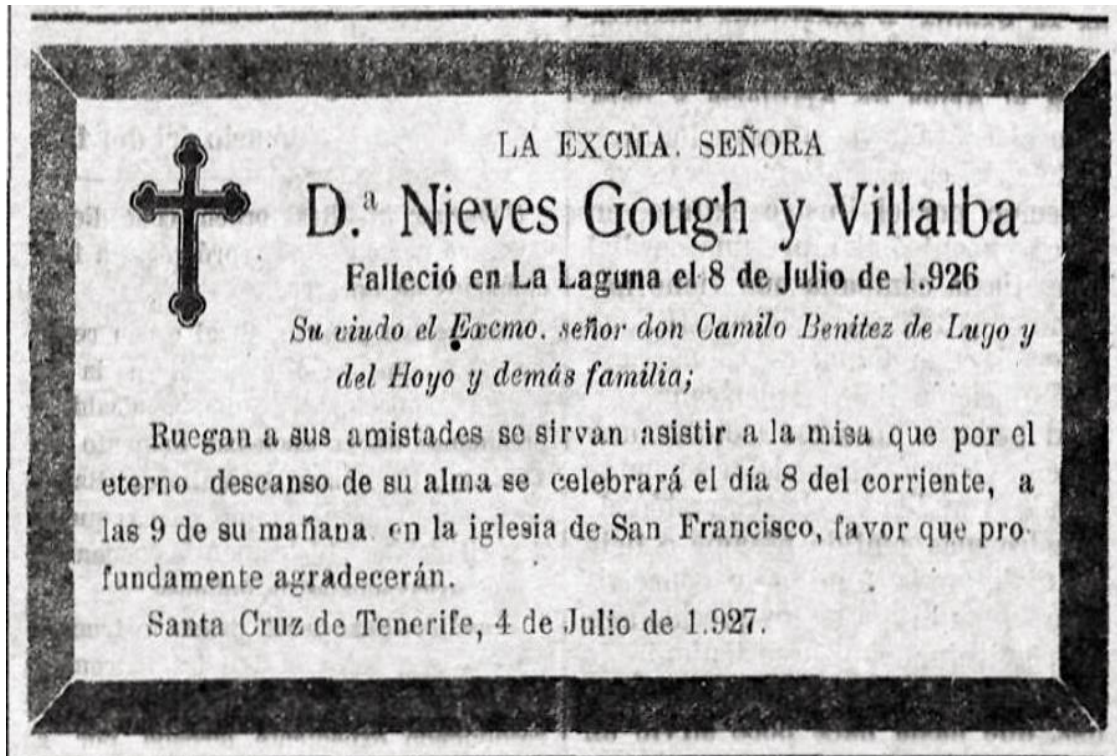 LA EXCMA. SEÑORA
D.ª Nieves Gough y Villalba
Falleció en La Laguna el 8 de Julio de 1.926
Su viudo el Excmo. señor don Camilo Benitez de Lugo y
del Hoyo y demás familia;
Ruegan a sus amistades se sirvan asistir a la misa que por el
eterno descanso de su alma se celebrará el día 8 del corriente, a
las 9 de su mañana en la iglesia de San Francisco, favor que pro-
fundamente agradecerán.
Santa Cruz de Tenerife, 4 de Julio de 1.927.